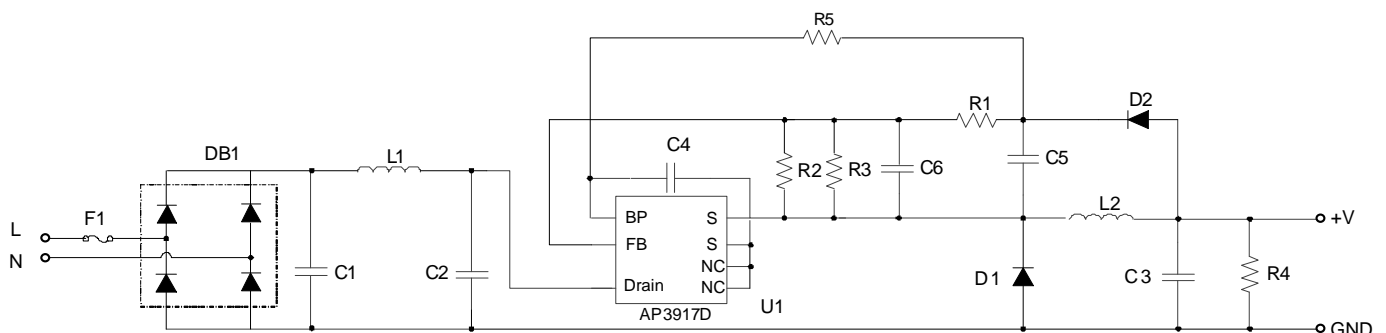 R5
R1
D2
C4
DB1
L1
R2
R3
C6
C5
L2
F1
L
N
BP
FB
Drain
S
S
NC
NC
AP3917D
U1
C1
C2
D1
C3
R4
+V
GND